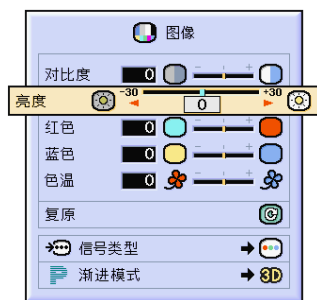 图像
对比度 0 - +
亮度 -30 0 +30
红色 0 - +
蓝色 0 - +
色温 0 - +
复原
信号类型
P 渐进模式 3D